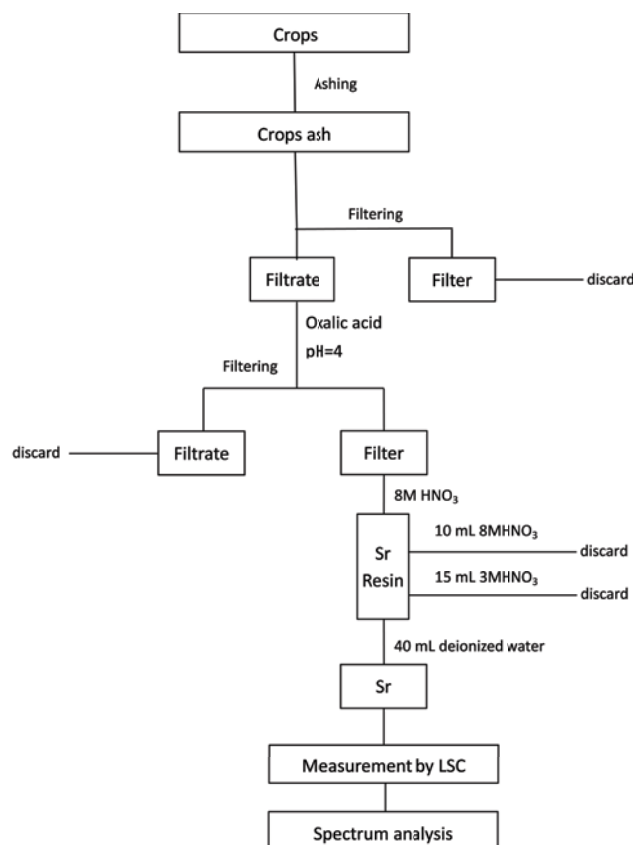 Crops
Ashing
Crops ash
Filtering
Filtrate
Filter
discard
Oxalic acid
pH=4
Filtering
discard
Filtrate
Filter
8M HNO₃
10 mL 8MHNO₃
discard
Sr
Resin
15 mL 3MHNO₃
discard
40 mL deionized water
Sr
Measurement by LSC
Spectrum analysis